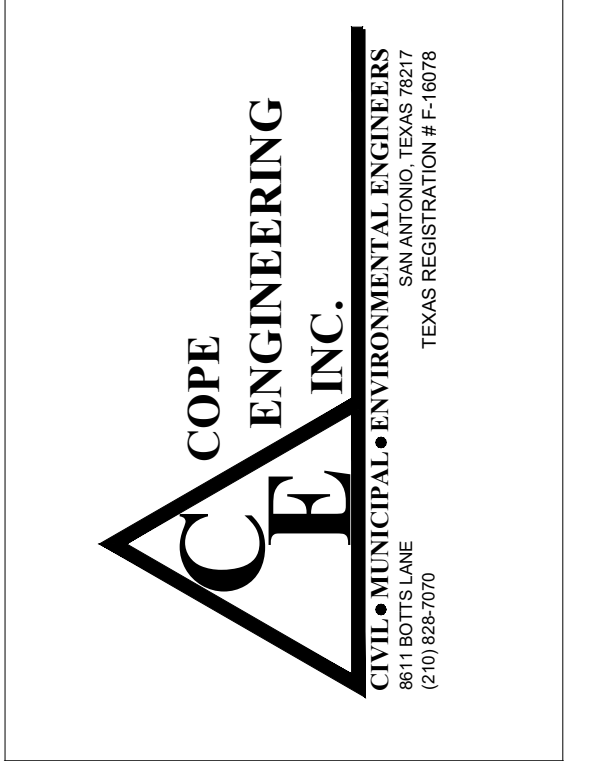 C
E
COPE
ENGINEERING
INC.
CIVIL●MUNICIPAL●ENVIRONMENTAL ENGINEERS
8611 BOTTS LANE SAN ANTONIO, TEXAS 78217
(210) 828-7070 TEXAS REGISTRATION # F-16078